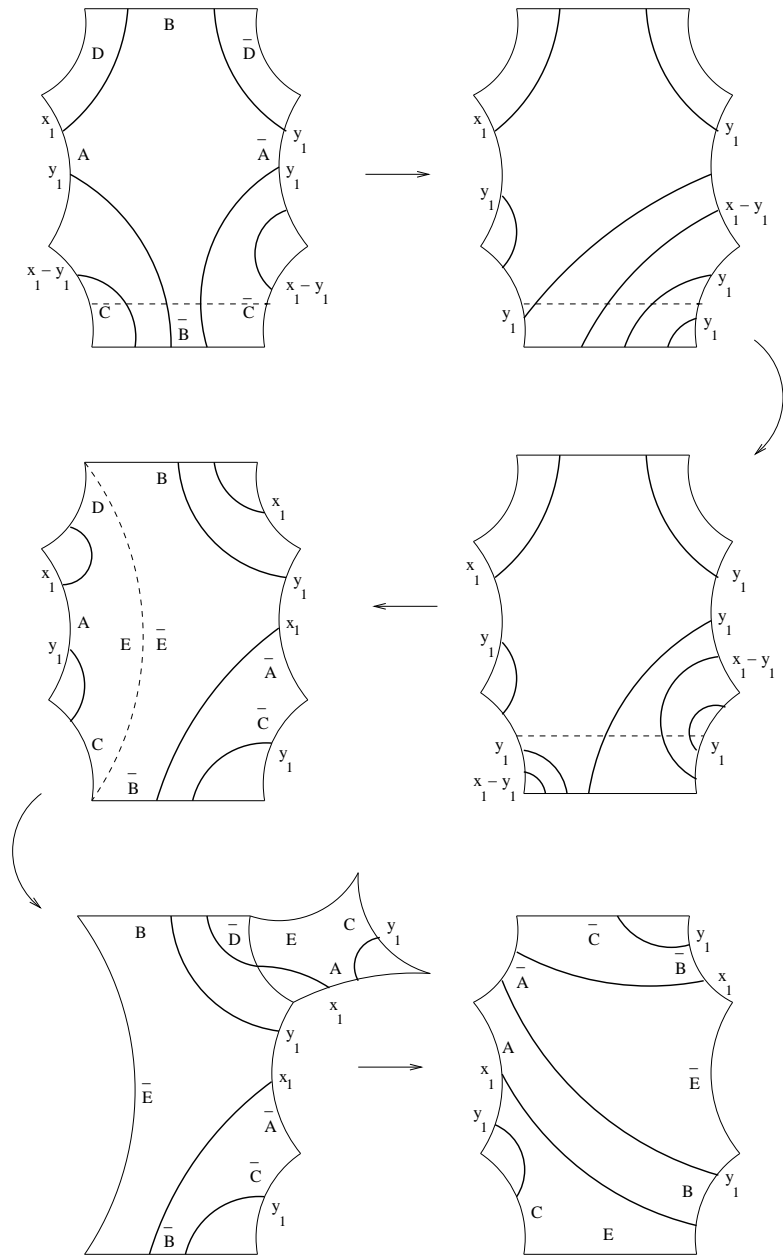 B
D D̅
x₁ y₁
A A̅
y₁ y₁
x₁ – y₁ x₁ – y₁
C B̅ C̅
x₁ y₁
y₁ x₁ – y₁
y₁
y₁ y₁
B
D x₁
x₁ y₁
A x₁
y₁ E E̅ A̅
C̅
C y₁
B̅
x₁ y₁
y₁ y₁
x₁ – y₁
y₁ y₁
x₁ – y₁
B D̅ E C y₁
A
x₁
y₁
E̅ x₁
A̅
C̅
B̅ y₁
C̅ y₁
A̅ B̅ x₁
A
x₁ E̅
y₁ y₁
B
C E